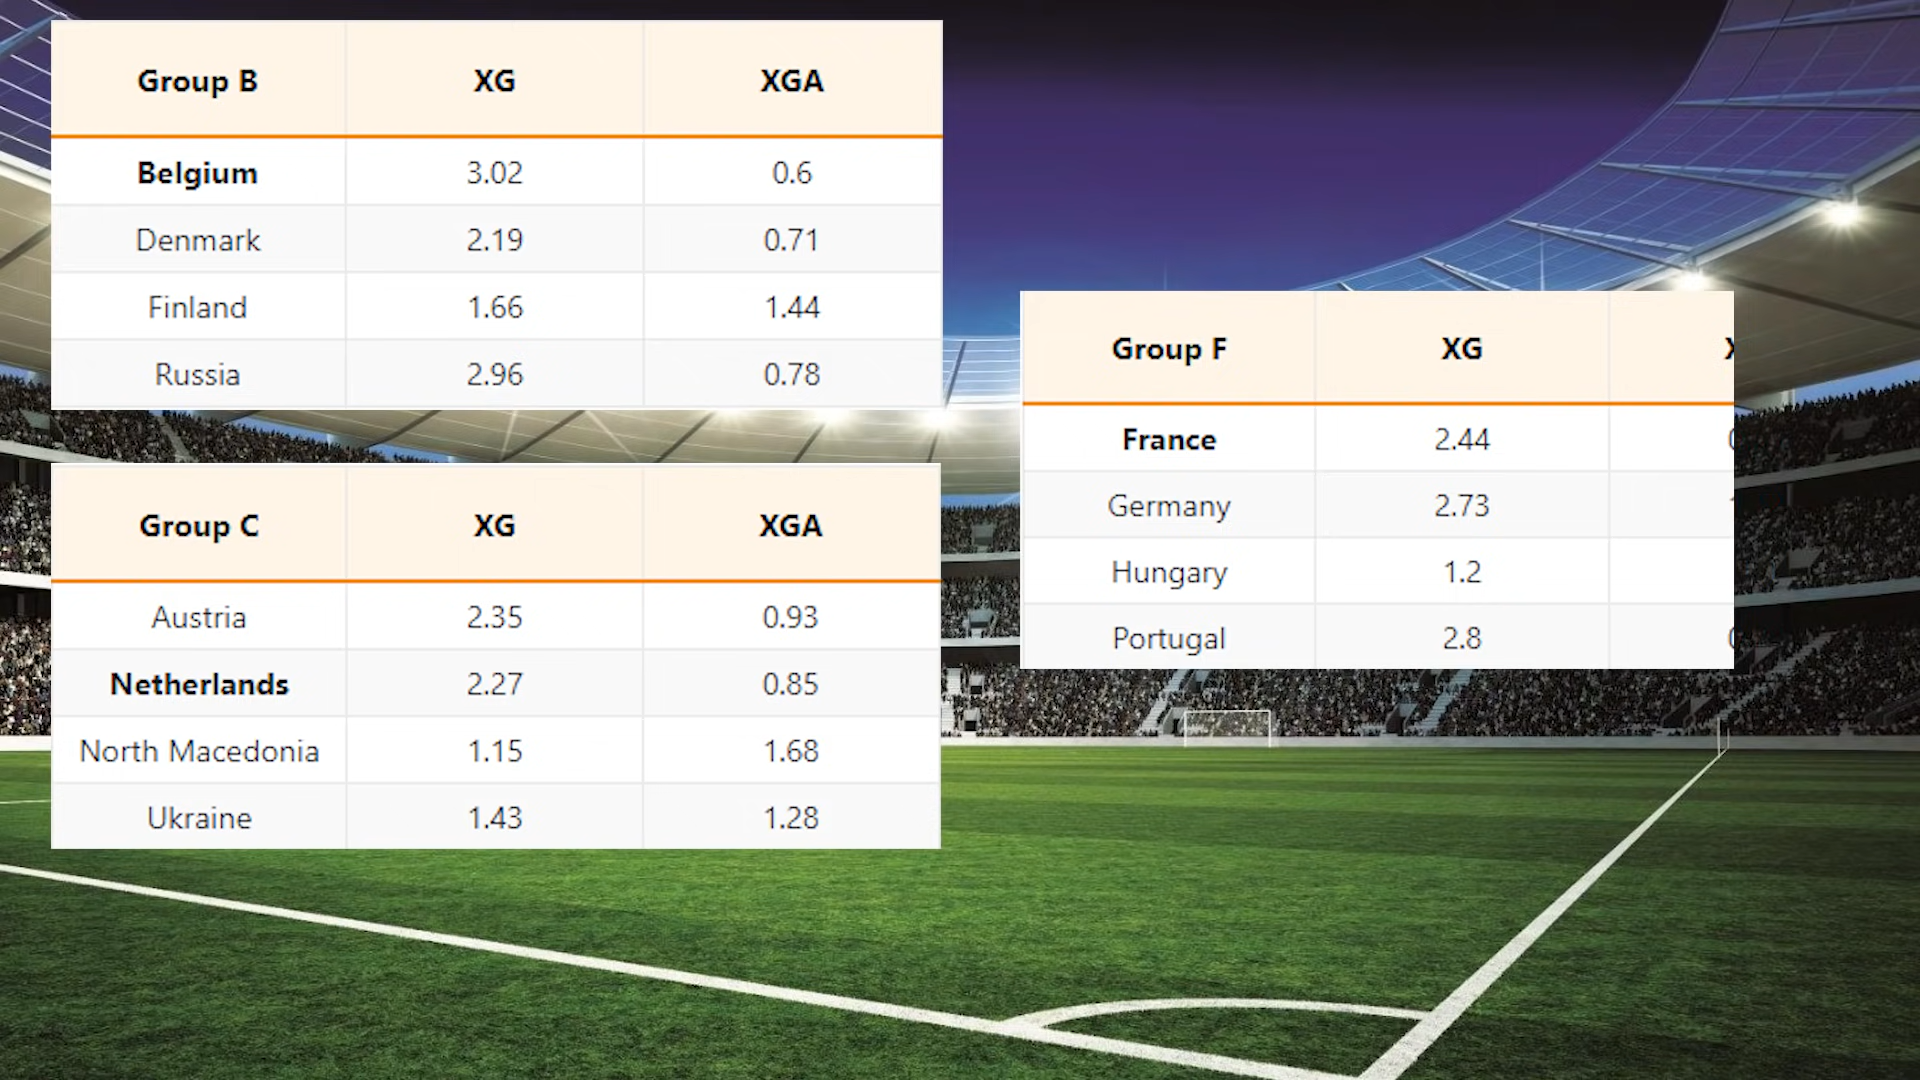 Group B XG XGA
Belgium 3.02 0.6
Denmark 2.19 0.71
Finland 1.66 1.44
Russia 2.96 0.78
Group C XG XGA
Austria 2.35 0.93
Netherlands 2.27 0.85
North Macedonia 1.15 1.68
Ukraine 1.43 1.28
Group F XG
France 2.44
Germany 2.73
Hungary 1.2
Portugal 2.8